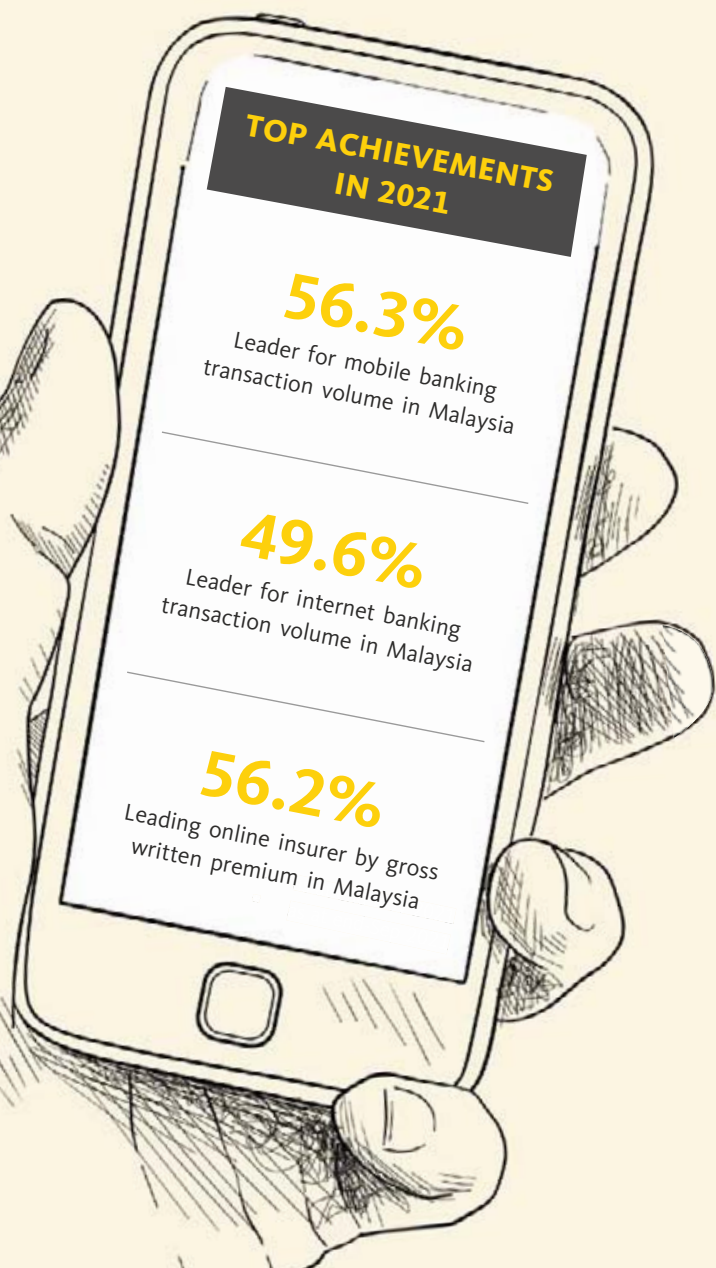 TOP ACHIEVEMENTS
IN 2021
56.3%
Leader for mobile banking
transaction volume in Malaysia
49.6%
Leader for internet banking
transaction volume in Malaysia
56.2%
Leading online insurer by gross
written premium in Malaysia